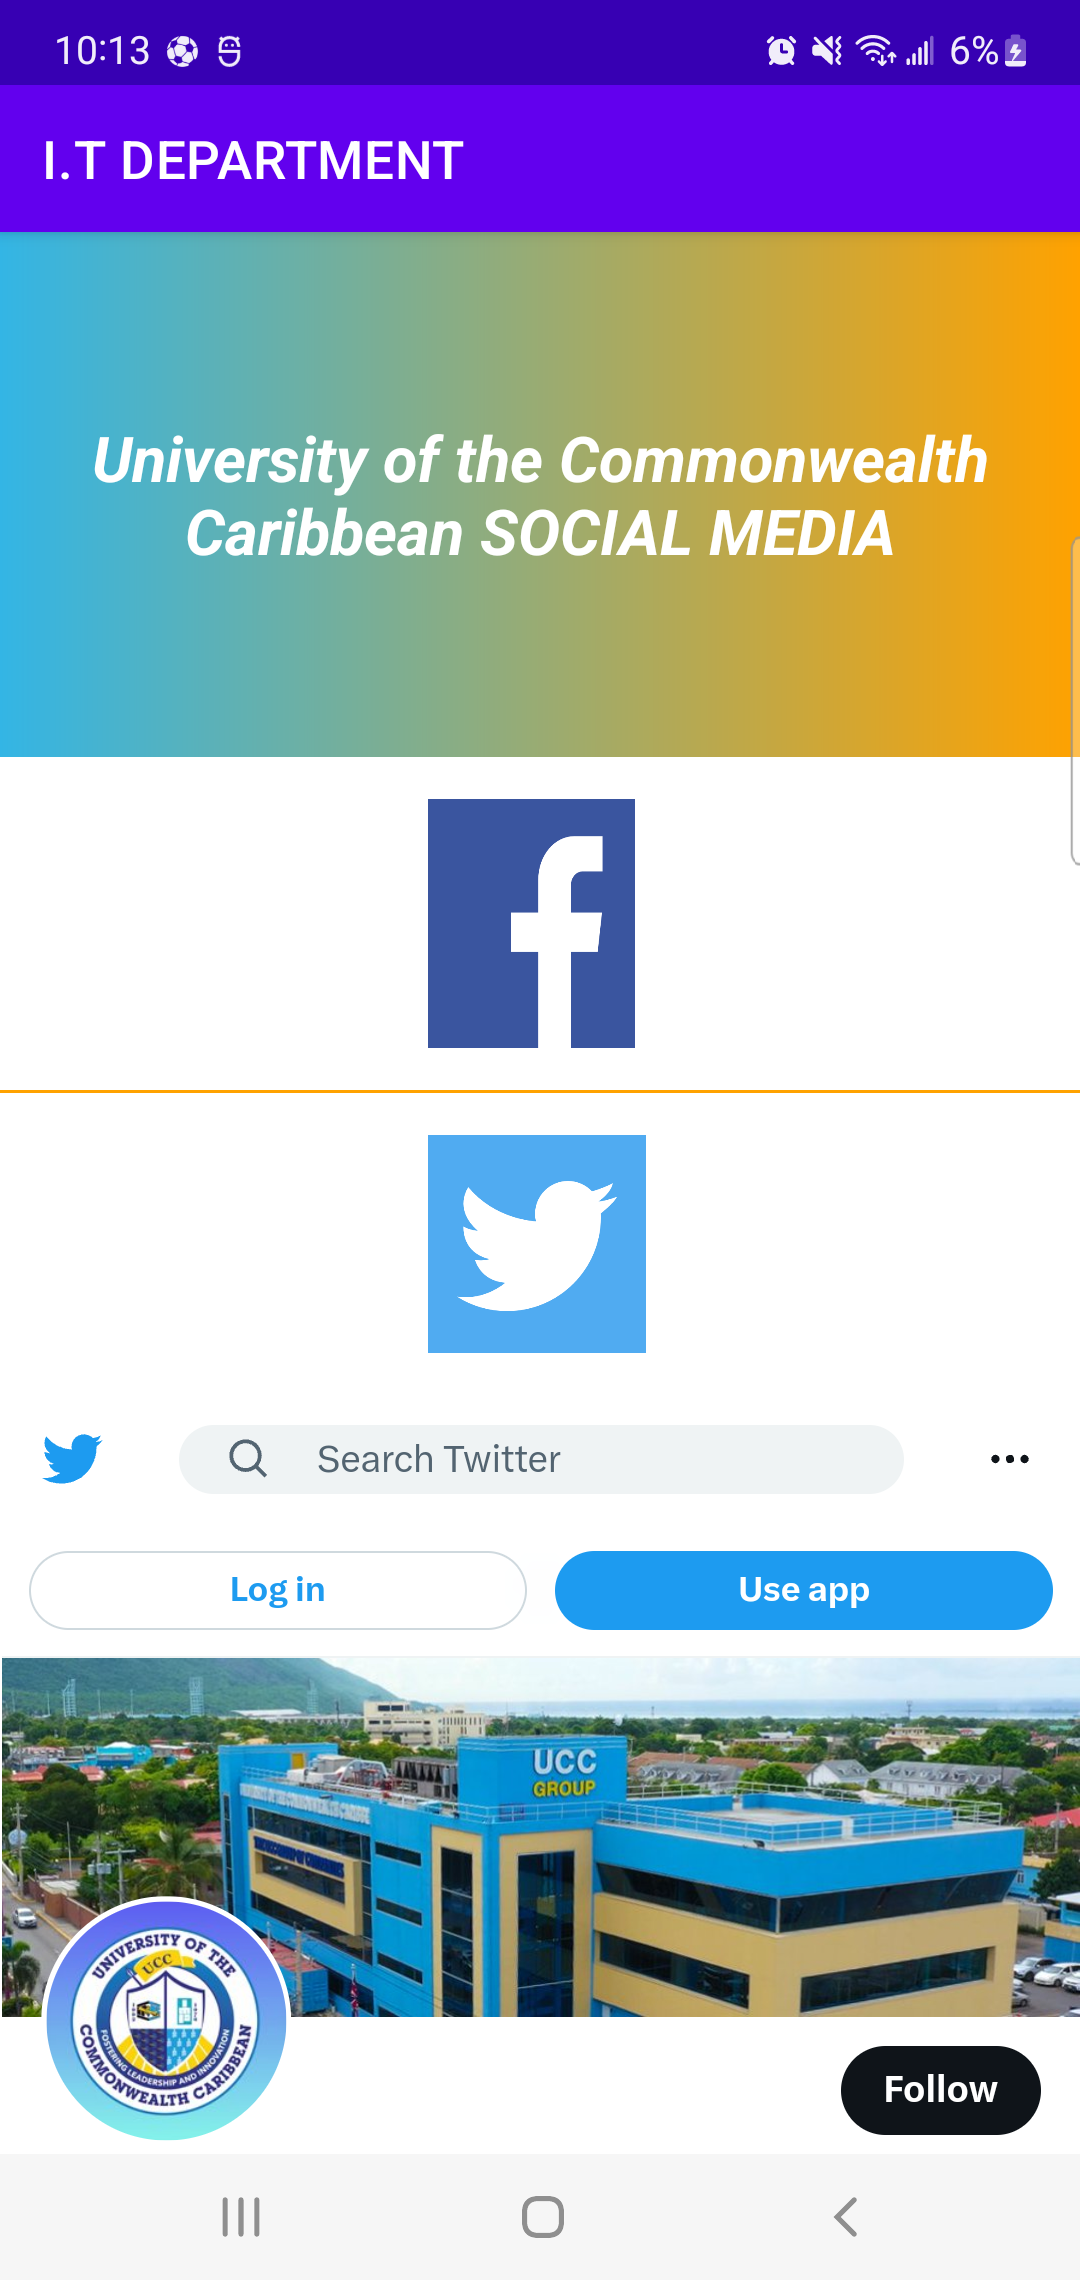 10:13
6%
I.T DEPARTMENT
University of the Commonwealth
Caribbean SOCIAL MEDIA
Search Twitter
Log in
Use app
UCC
GROUP
UNIVERSITY OF THE
UCC
FOSTERING LEADERSHIP AND INNOVATION
COMMONWEALTH CARIBBEAN
Follow